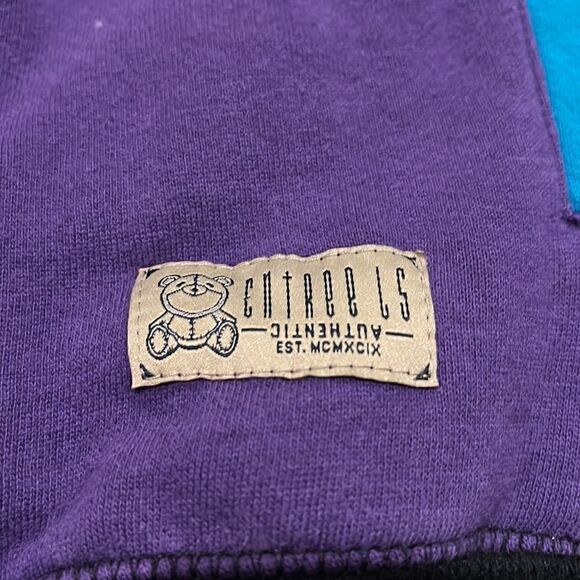 ENTREE LS
AUTHENTIC
EST. MCMXCIX